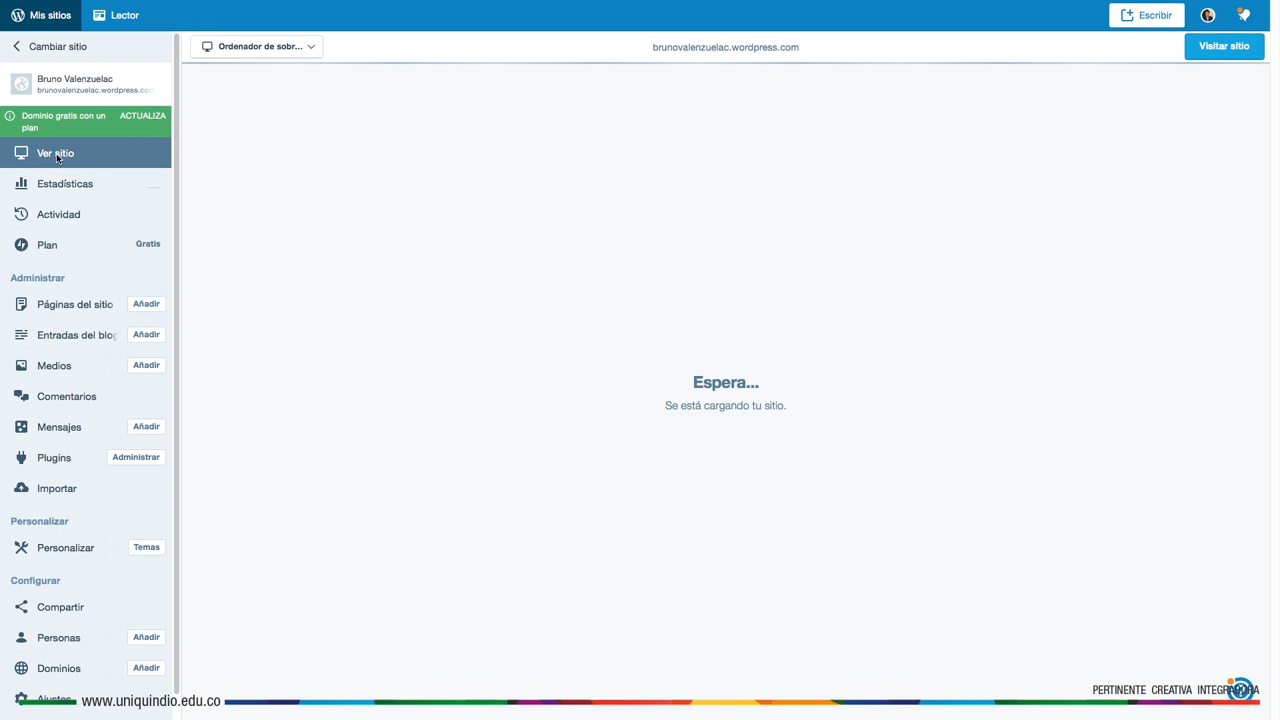 Mis sitios
Lector
Escribir
Cambiar sitio
Ordenador de sobr...
brunovalenzuelac.wordpress.com
Visitar sitio
Bruno Valenzuelac
brunovalenzuelac.wordpress.com
Dominio gratis con un plan
ACTUALIZA
Ver sitio
Estadísticas
Actividad
Plan
Gratis
Administrar
Páginas del sitio
Añadir
Entradas del blog
Añadir
Medios
Añadir
Comentarios
Mensajes
Añadir
Plugins
Administrar
Importar
Personalizar
Personalizar
Temas
Configurar
Compartir
Personas
Añadir
Dominios
Añadir
Ajustes
Espera...
Se está cargando tu sitio.
www.uniquindio.edu.co
PERTINENTE CREATIVA INTEGRADORA